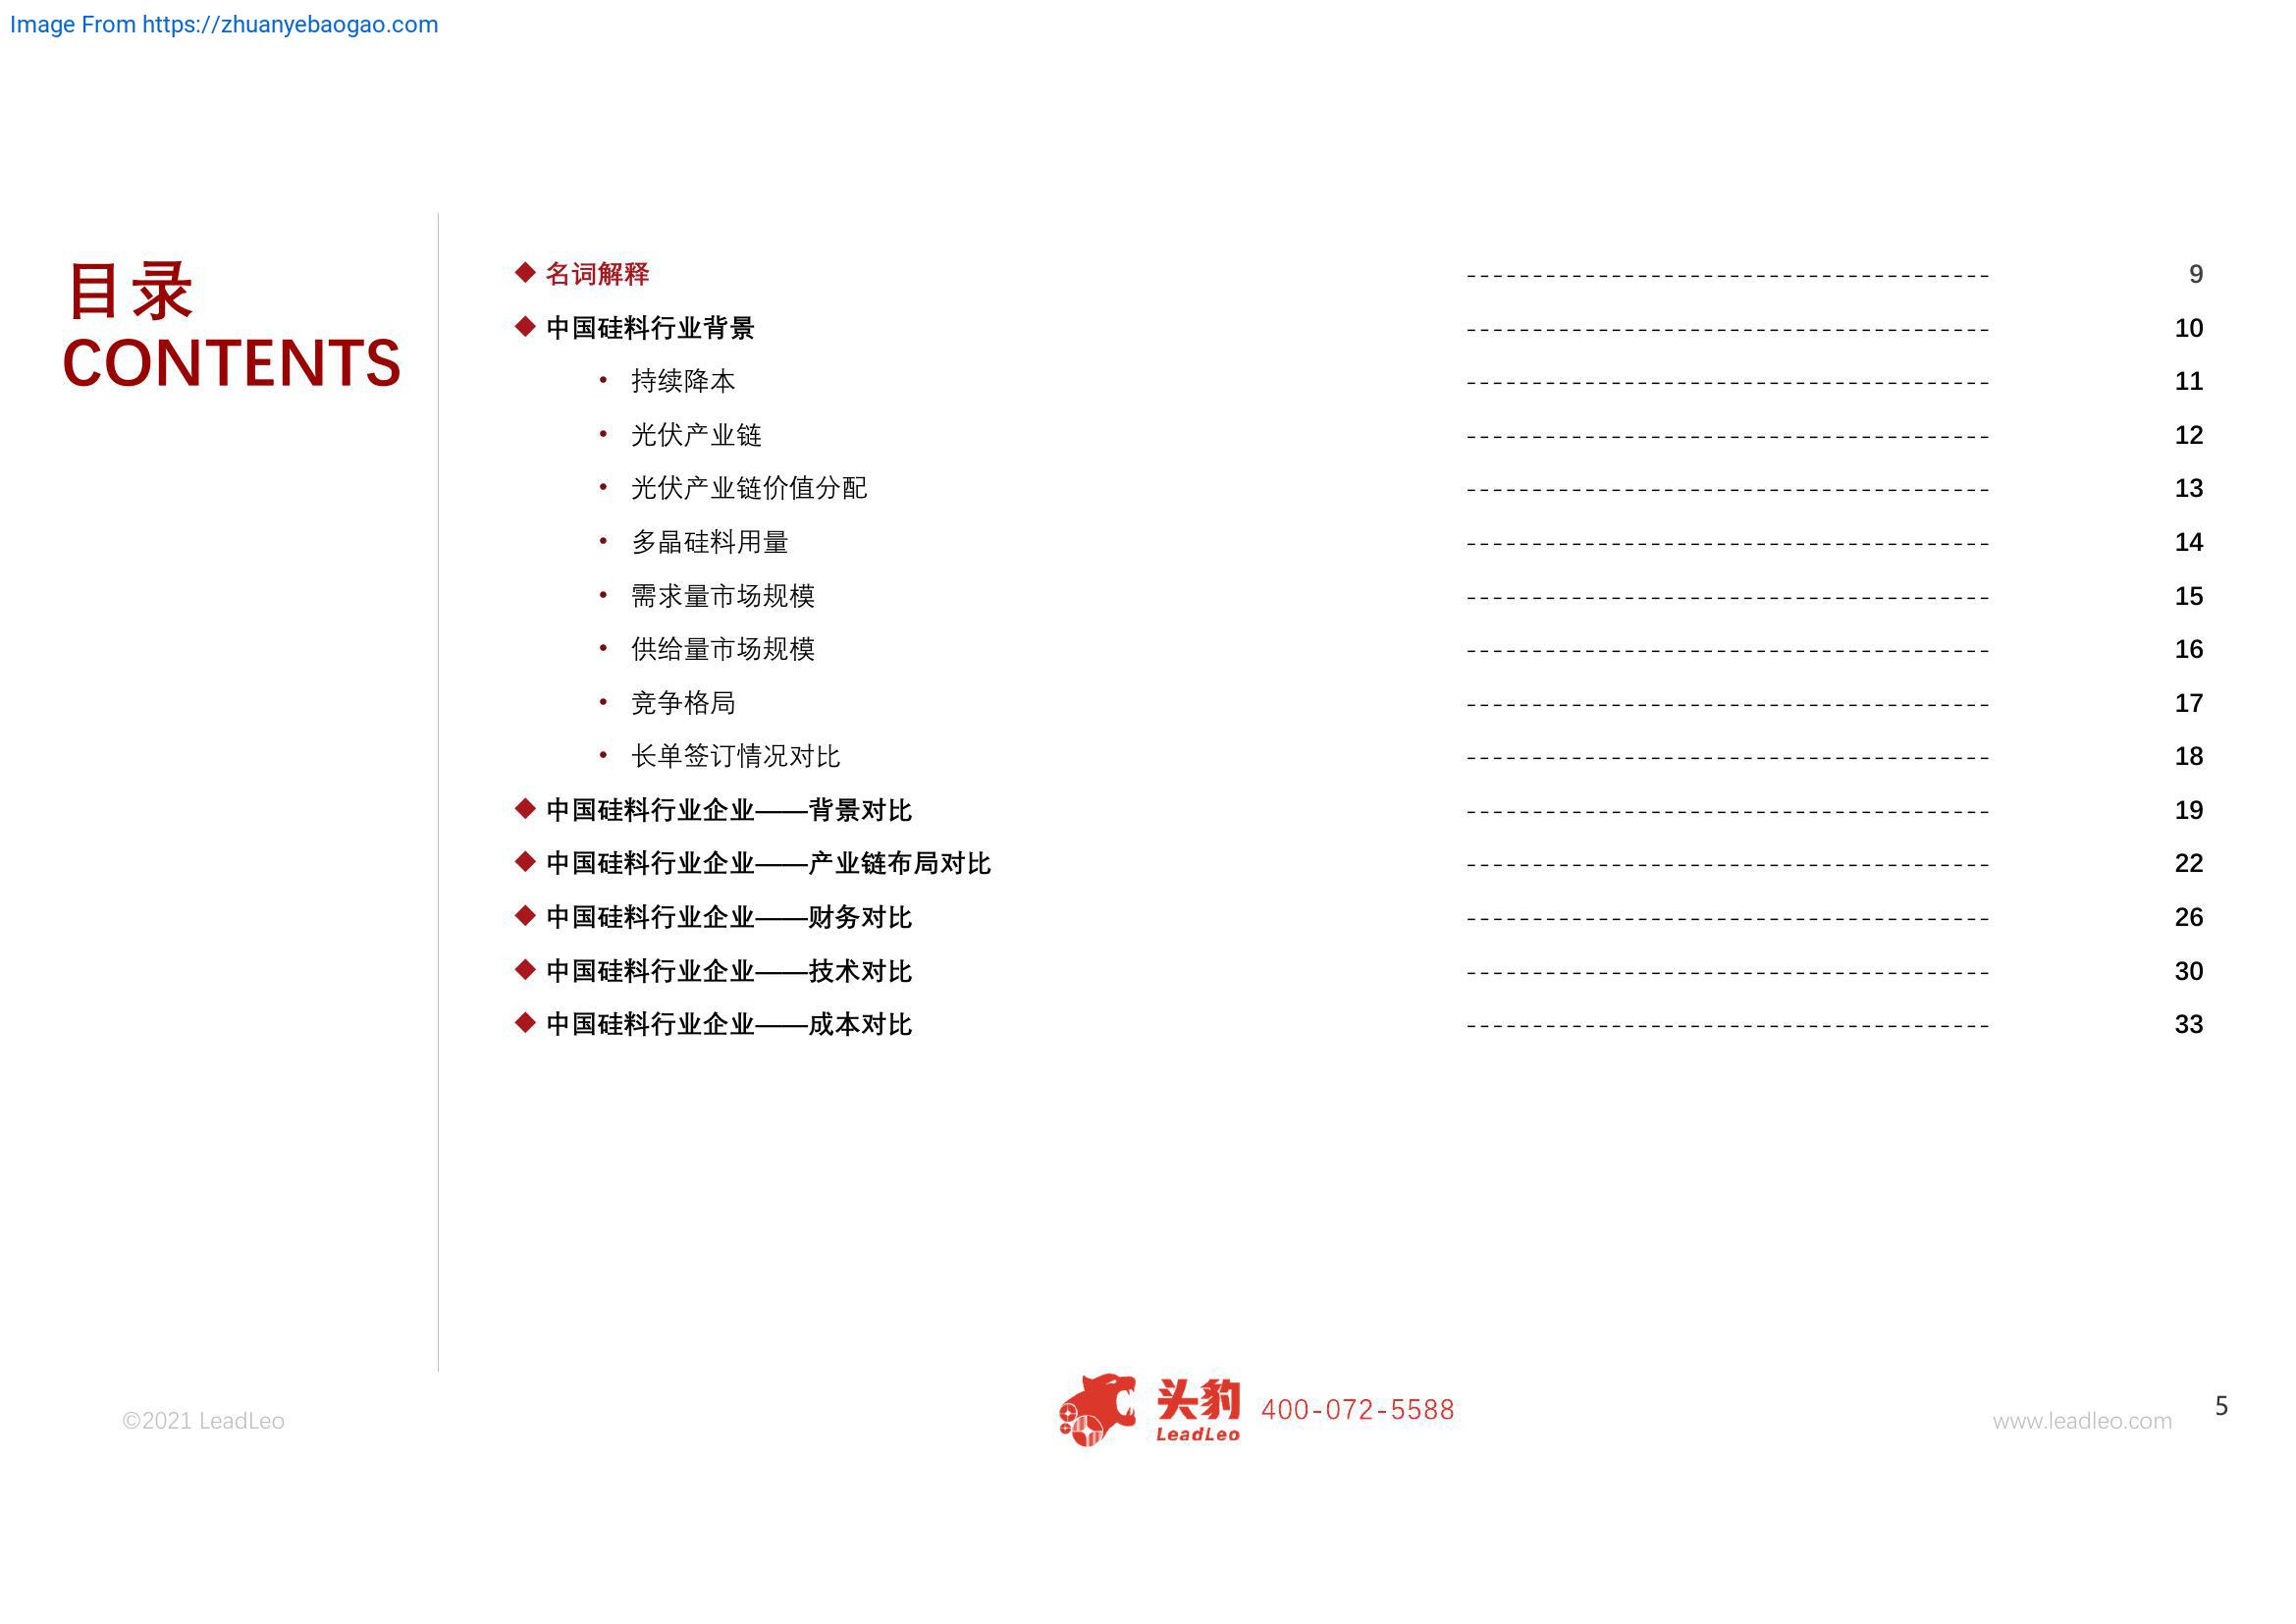 Image From https://zhuanyebaogao.com
目录
CONTENTS
◆ 名词解释 ---------------------------------------- 9
◆ 中国硅料行业背景 ---------------------------------------- 10
• 持续降本 ---------------------------------------- 11
• 光伏产业链 ---------------------------------------- 12
• 光伏产业链价值分配 ---------------------------------------- 13
• 多晶硅料用量 ---------------------------------------- 14
• 需求量市场规模 ---------------------------------------- 15
• 供给量市场规模 ---------------------------------------- 16
• 竞争格局 ---------------------------------------- 17
• 长单签订情况对比 ---------------------------------------- 18
◆ 中国硅料行业企业——背景对比 ---------------------------------------- 19
◆ 中国硅料行业企业——产业链布局对比 ---------------------------------------- 22
◆ 中国硅料行业企业——财务对比 ---------------------------------------- 26
◆ 中国硅料行业企业——技术对比 ---------------------------------------- 30
◆ 中国硅料行业企业——成本对比 ---------------------------------------- 33
©2021 LeadLeo
头豹
LeadLeo
400-072-5588
www.leadleo.com
5